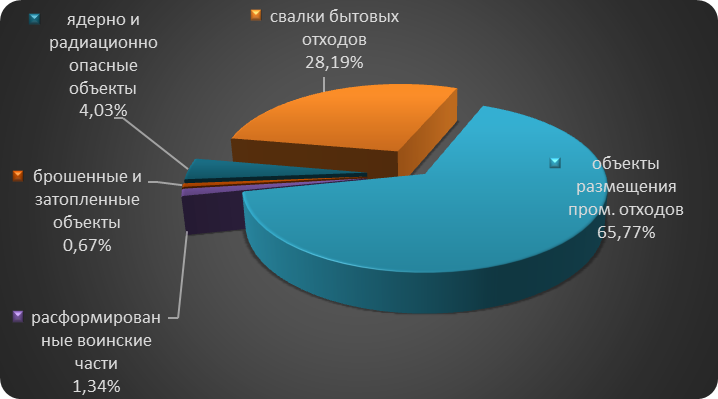 ядерно и
радиационно
опасные
объекты
4,03%
свалки бытовых
отходов
28,19%
брошенные и
затопленные
объекты
0,67%
объекты
размещения
пром. отходов
65,77%
расформирован
ные воинские
части
1,34%